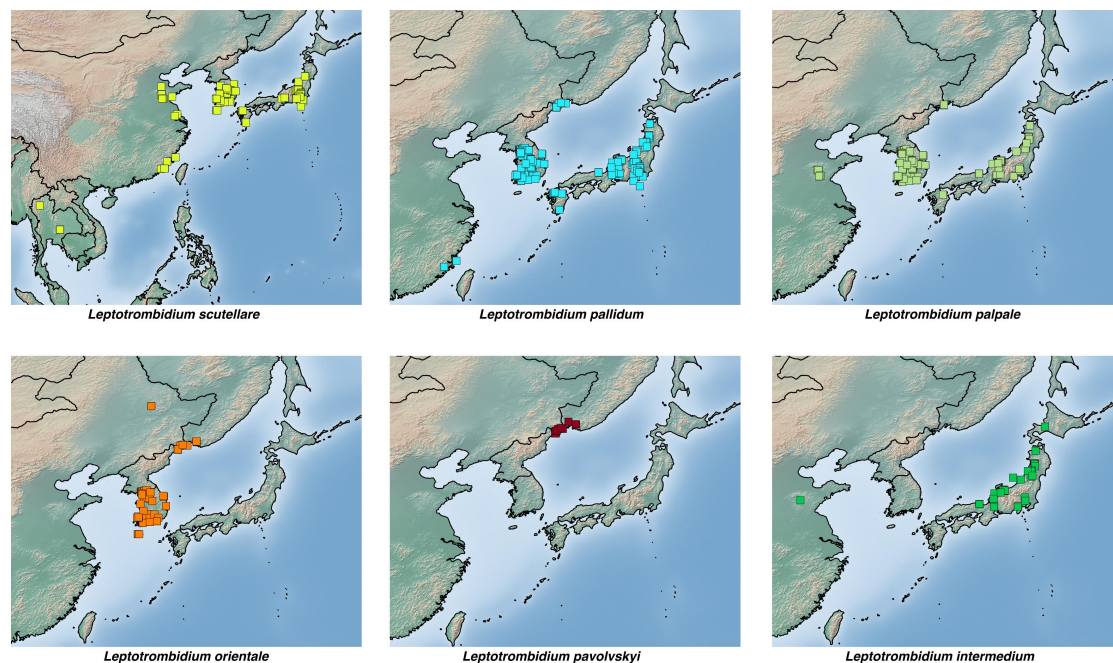 Leptotrombidium scutellare
Leptotrombidium pallidum
Leptotrombidium palpale
Leptotrombidium orientale
Leptotrombidium pavolvskyi
Leptotrombidium intermedium